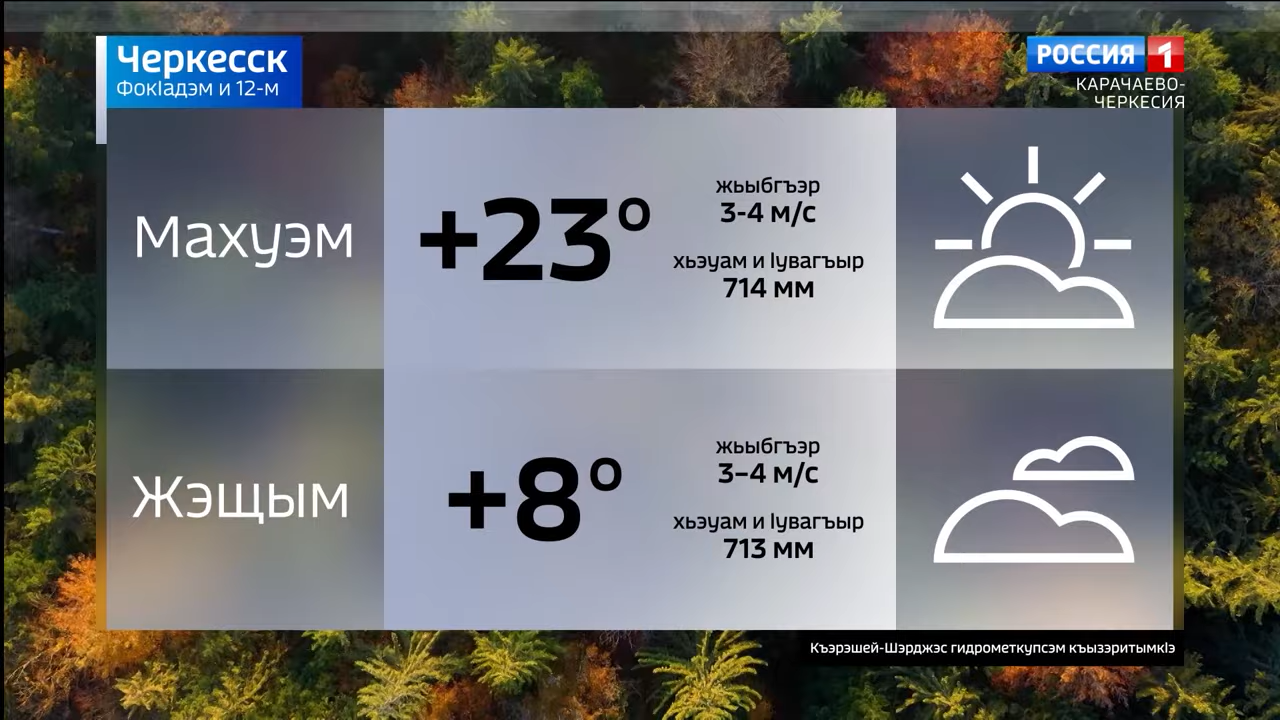 Черкесск
ФокӀадэм и 12-м
РОССИЯ 1
КАРАЧАЕВО-
ЧЕРКЕСИЯ
Махуэм
+23°
жьыбгъэр
3-4 м/с
хьэуам и Ӏувагъыр
714 мм
Жэщым
+8°
жьыбгъэр
3–4 м/с
хьэуам и Ӏувагъыр
713 мм
Къэрэшей-Шэрджэс гидрометкупсэм къызэритымкӀэ